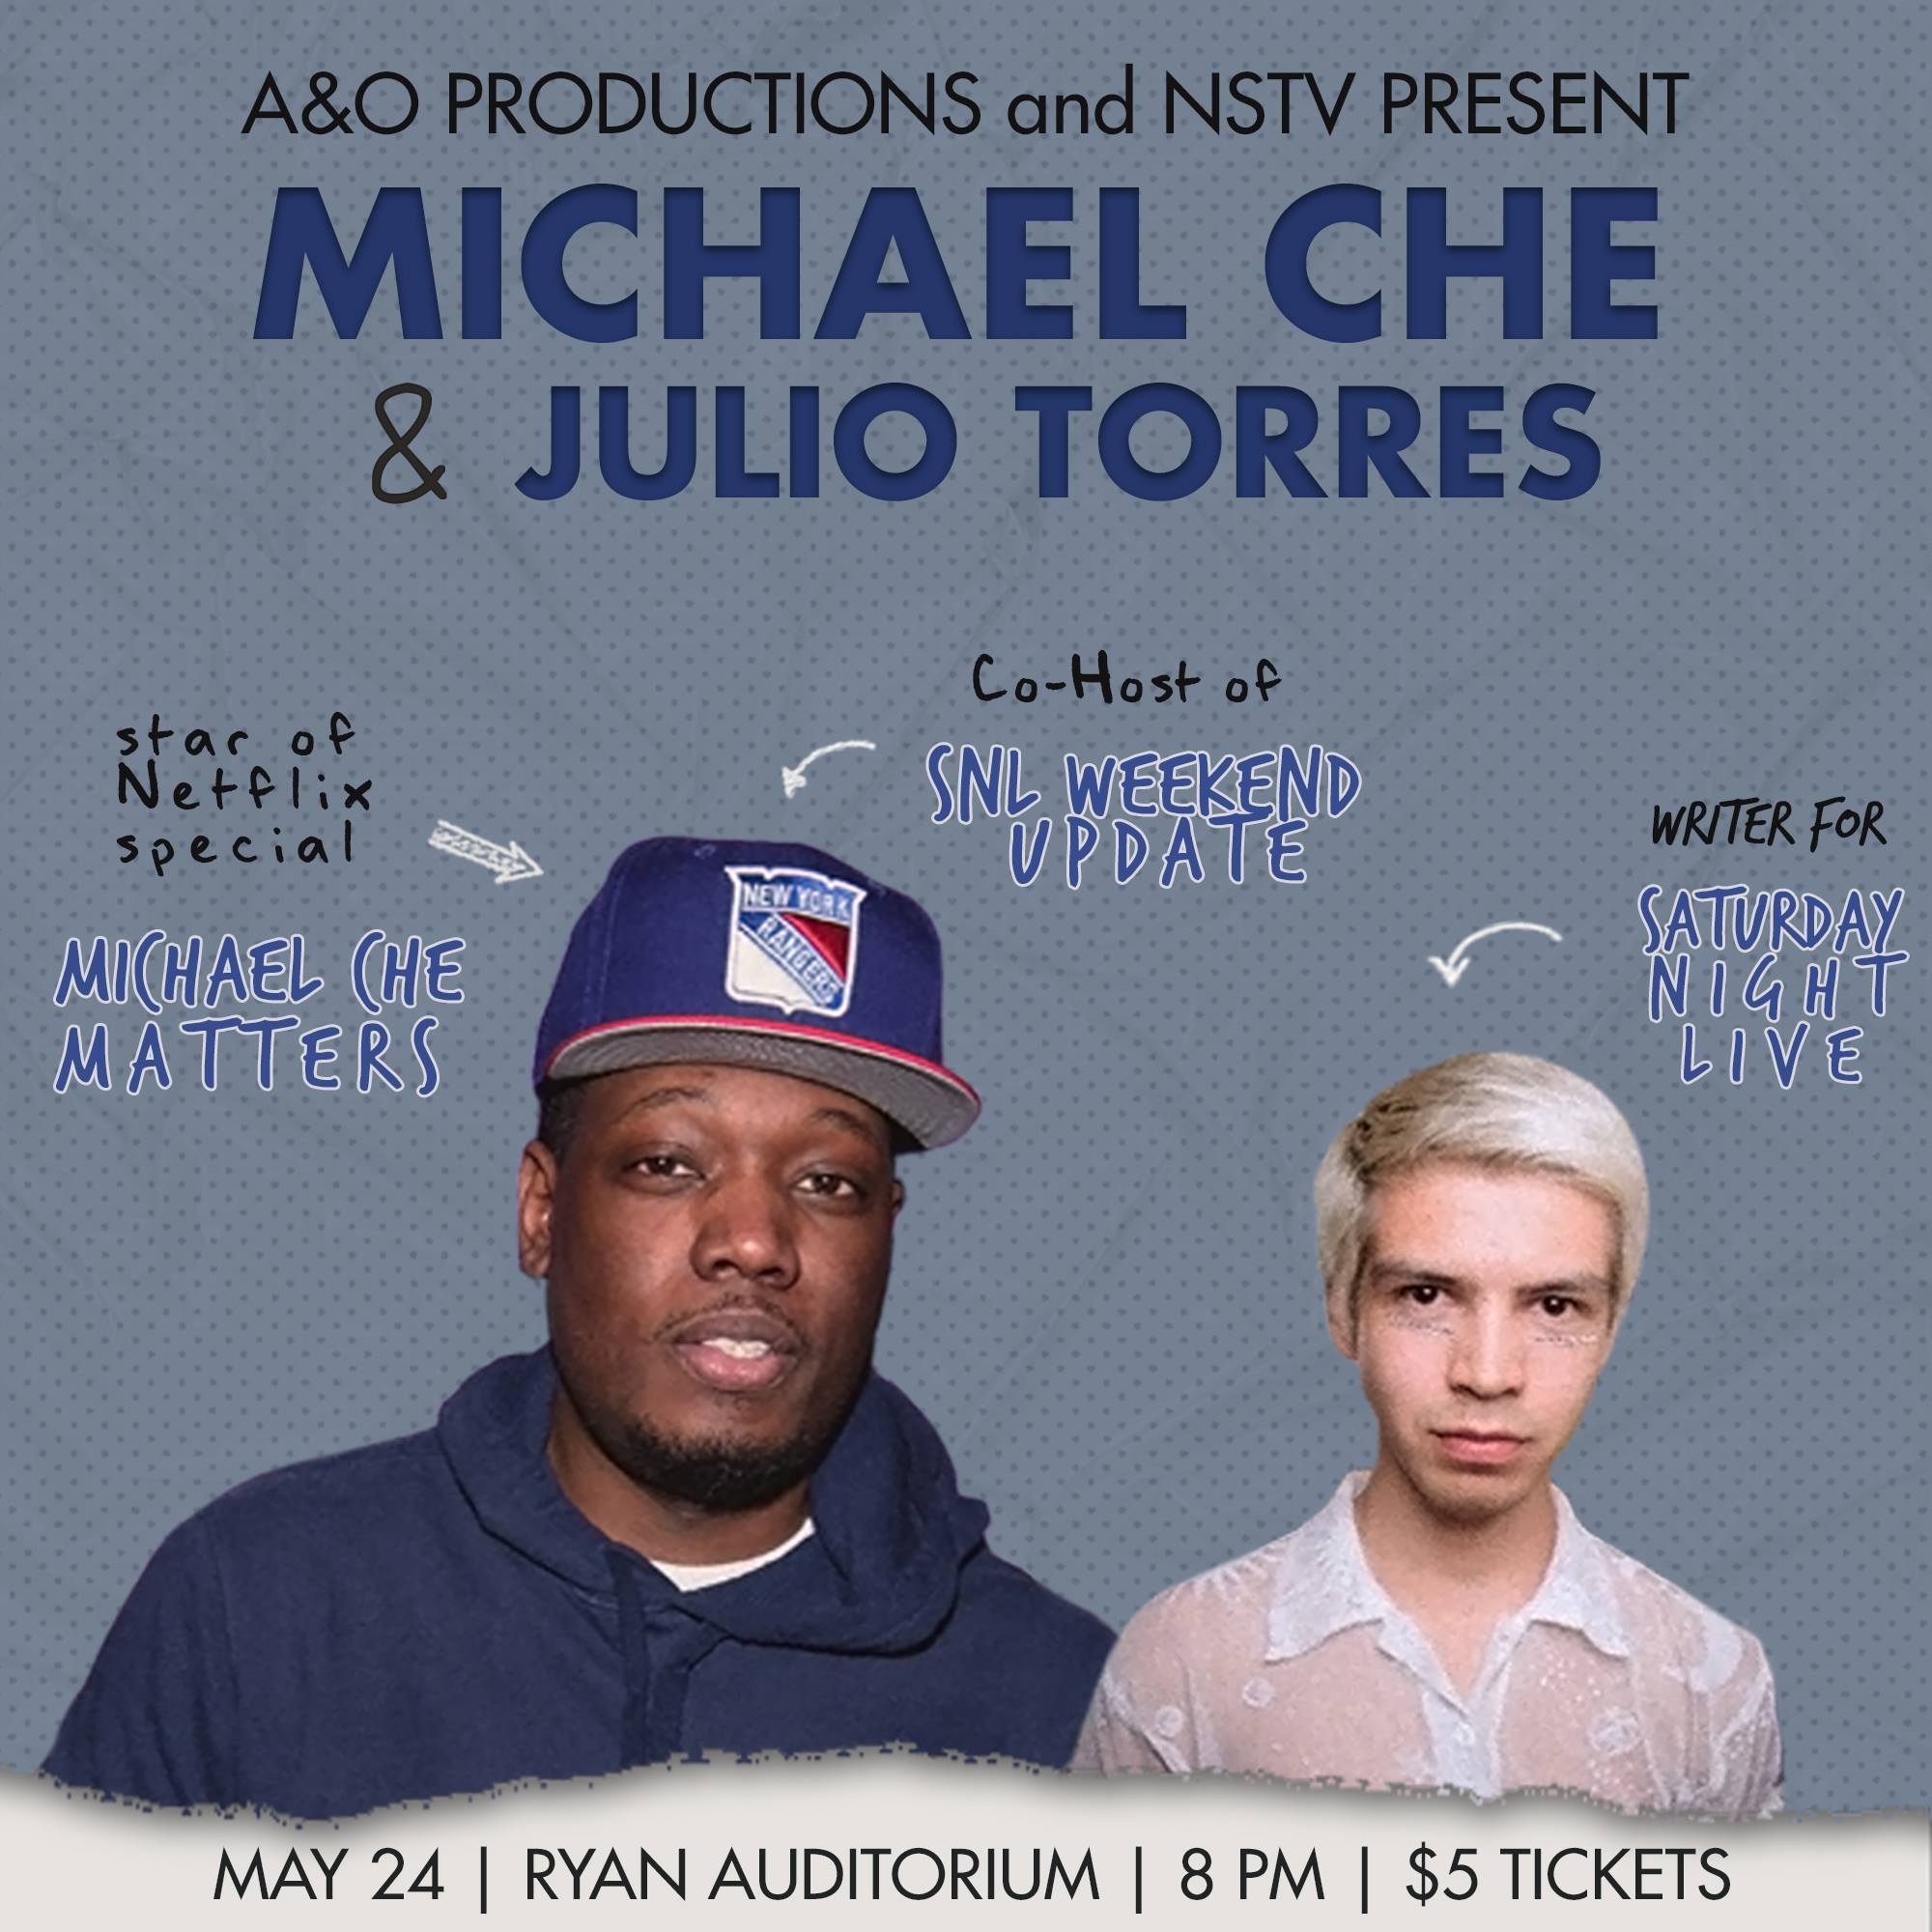 A&O PRODUCTIONS and NSTV PRESENT
MICHAEL CHE
& JULIO TORRES
star of
Netflix
special
MICHAEL CHE
MATTERS
Co-Host of
SNL WEEKEND
UPDATE
WRITER FOR
SATURDAY
NIGHT
LIVE
NEW YORK
RANGERS
MAY 24 | RYAN AUDITORIUM | 8 PM | $5 TICKETS